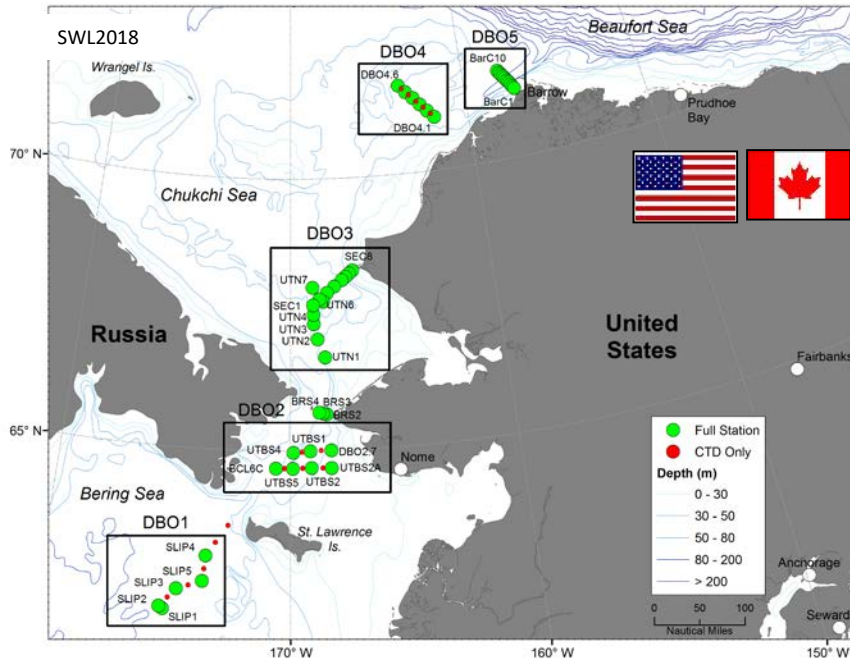 SWL2018
Beaufort Sea
DBO4
DBO5
Wrangel Is.
BarC10
DBO4.6
BarC1
Barrow
DBO4.1
Prudhoe
Bay
70° N
Chukchi Sea
DBO3
SEC8
UTN7
SEC1
UTN6
UTN4
UTN3
UTN2
UTN1
Russia
United
States
Fairbanks
BRS4
BRS3
BRS2
DBO2
65° N
UTBS1
UTBS4
DBO2.7
Nome
BCL6C
UTBS2A
UTBS5
UTBS2
Bering Sea
DBO1
St. Lawrence
Is.
SLIP4
SLIP5
SLIP3
SLIP2
SLIP1
Full Station
CTD Only
Depth (m)
0 - 30
30 - 50
50 - 80
80 - 200
> 200
0 50 100
Nautical Miles
Anchorage
Seward
170° W
160° W
150° W